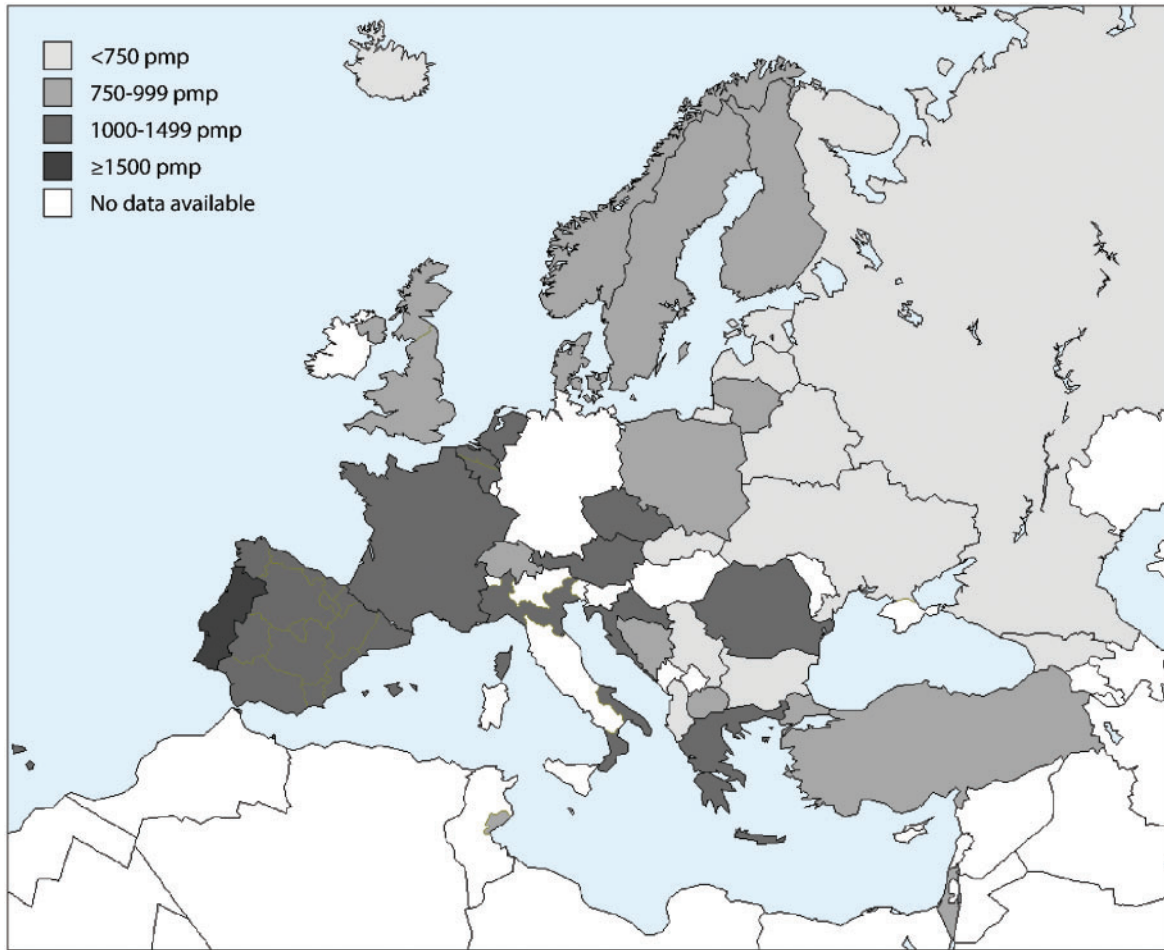 <750 pmp
750-999 pmp
1000-1499 pmp
≥1500 pmp
No data available